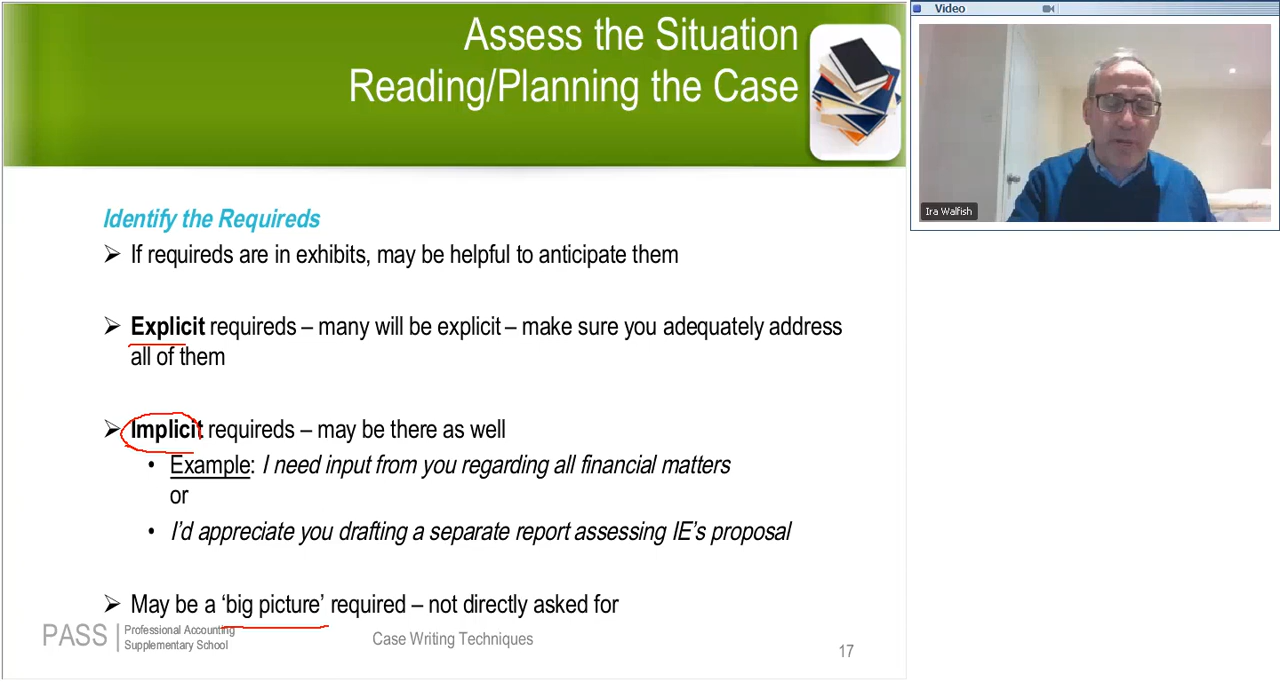 Assess the Situation
Reading/Planning the Case
Identify the Requireds
➢ If requireds are in exhibits, may be helpful to anticipate them
➢ Explicit requireds – many will be explicit – make sure you adequately address
all of them
➢ Implicit requireds – may be there as well
• Example: I need input from you regarding all financial matters
or
• I'd appreciate you drafting a separate report assessing IE's proposal
➢ May be a 'big picture' required – not directly asked for
PASS
Professional Accounting
Supplementary School
Case Writing Techniques
17
Video
Ira Walfish